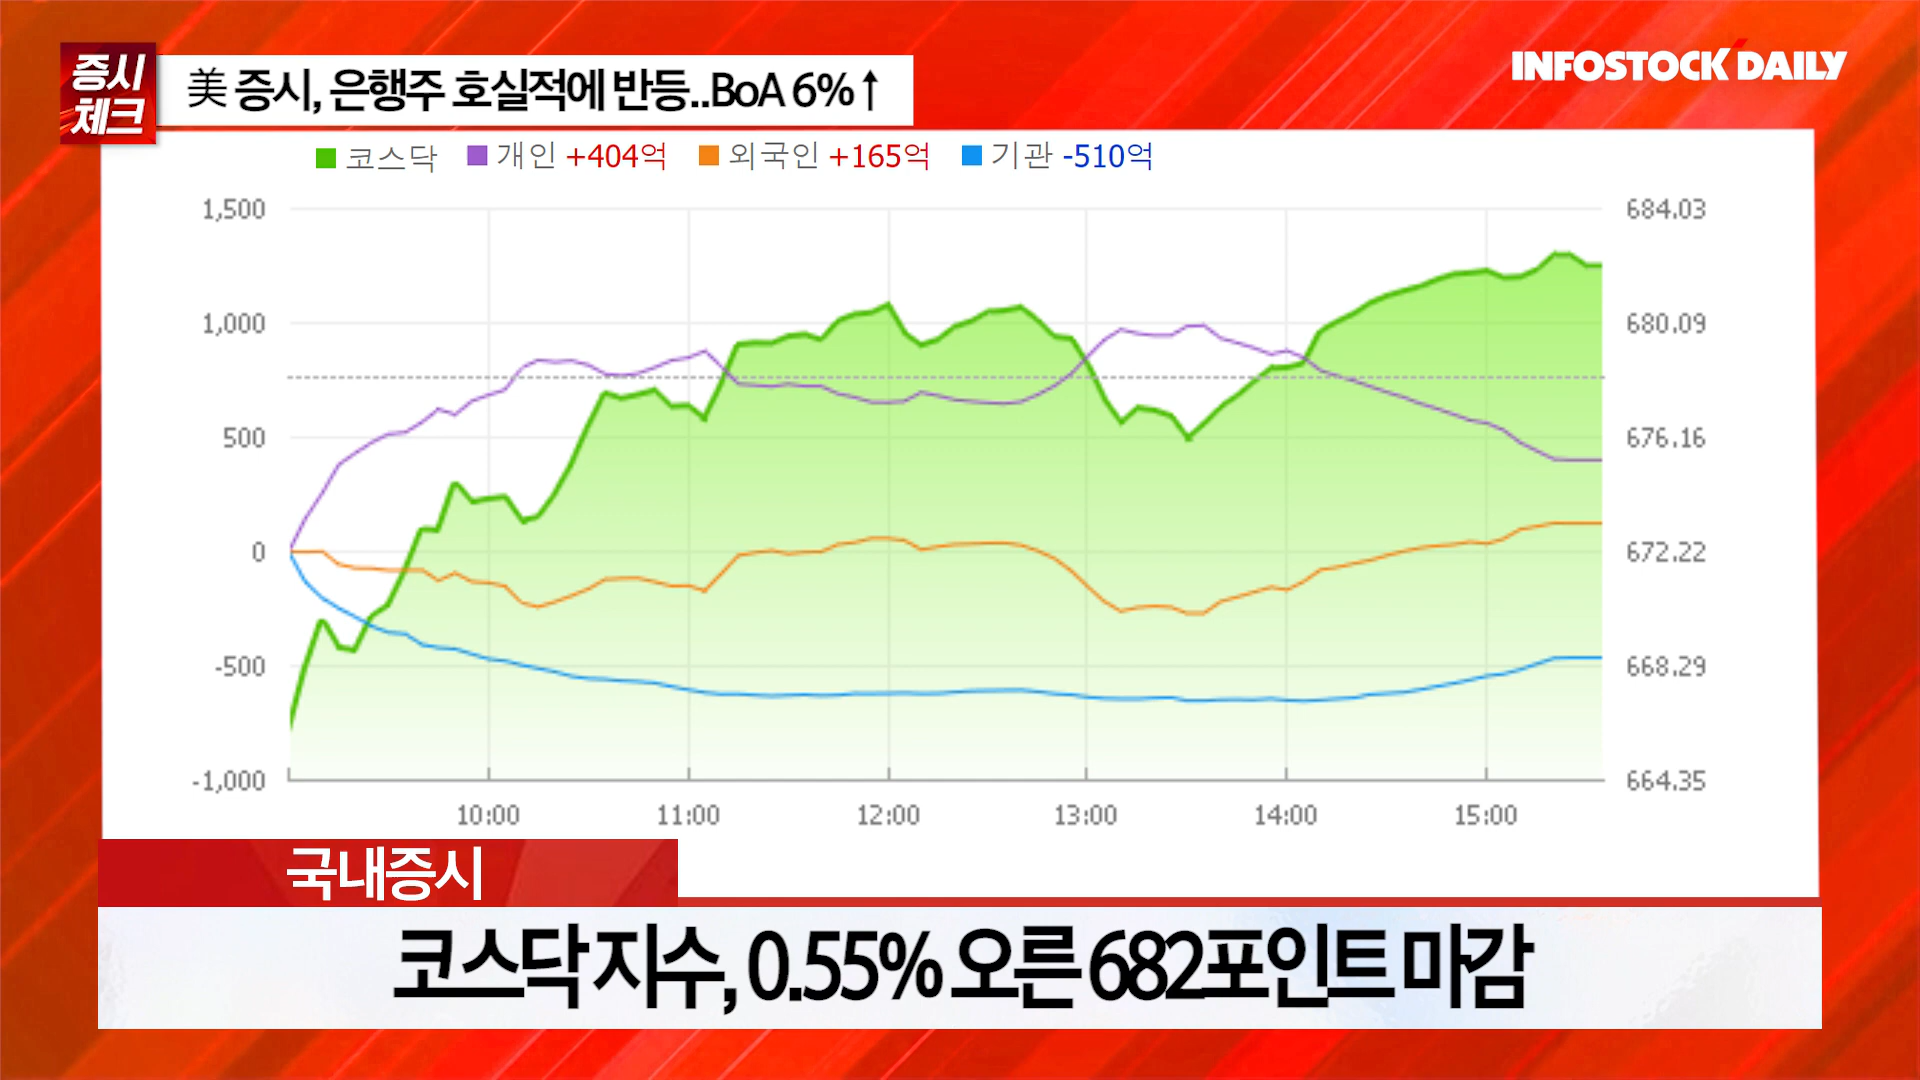 증시
체크
美 증시, 은행주 호실적에 반등..BoA 6%↑
INFOSTOCK DAILY
코스닥 개인 +404억 외국인 +165억 기관 -510억
1,500 684.03
1,000 680.09
500 676.16
0 672.22
-500 668.29
-1,000 664.35
10:00 11:00 12:00 13:00 14:00 15:00
국내증시
코스닥 지수, 0.55% 오른 682포인트 마감